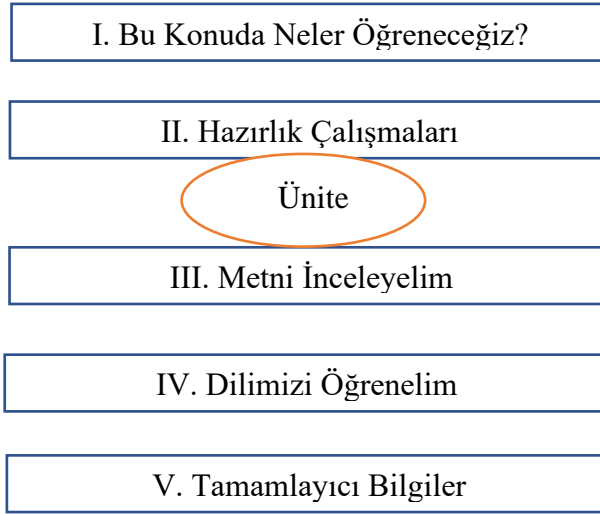 I. Bu Konuda Neler Öğreneceğiz?
II. Hazırlık Çalışmaları
Ünite
III. Metni İnceleyelim
IV. Dilimizi Öğrenelim
V. Tamamlayıcı Bilgiler